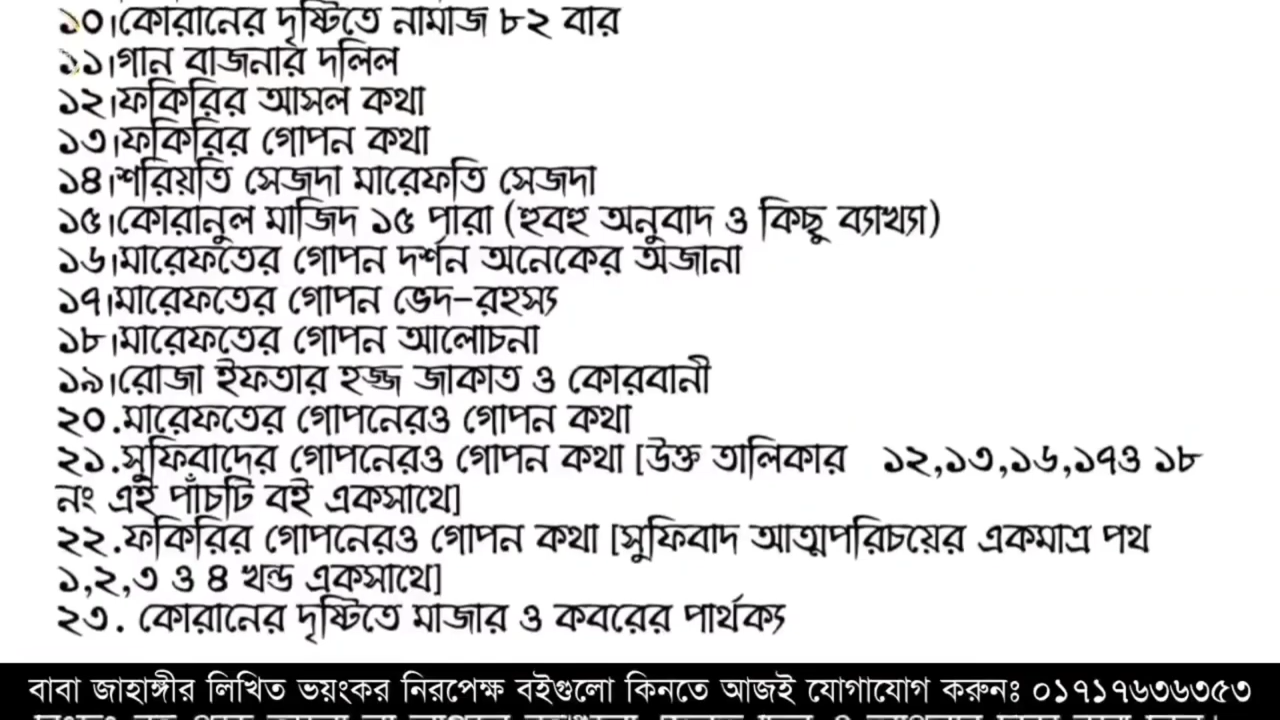 ১০।কোরানের দৃষ্টিতে নামাজ ৮২ বার
১১।গান বাজনার দলিল
১২।ফকিরির আসল কথা
১৩।ফকিরির গোপন কথা
১৪।শরিয়তি সেজদা মারেফতি সেজদা
১৫।কোরানুল মাজিদ ১৫ পারা (হুবহু অনুবাদ ও কিছু ব্যাখ্যা)
১৬।মারেফতের গোপন দর্শন অনেকের অজানা
১৭।মারেফতের গোপন ভেদ-রহস্য
১৮।মারেফতের গোপন আলোচনা
১৯।রোজা ইফতার হজ্জ জাকাত ও কোরবানী
২০.মারেফতের গোপনেরও গোপন কথা
২১.সুফিবাদের গোপনেরও গোপন কথা [উক্ত তালিকার ১২,১৩,১৬,১৭ও ১৮
নং এই পাঁচটি বই একসাথে]
২২.ফকিরির গোপনেরও গোপন কথা [সুফিবাদ আত্মপরিচয়ের একমাত্র পথ
১,২,৩ ও ৪ খন্ড একসাথে]
২৩. কোরানের দৃষ্টিতে মাজার ও কবরের পার্থক্য
বাবা জাহাঙ্গীর লিখিত ভয়ংকর নিরপেক্ষ বইগুলো কিনতে আজই যোগাযোগ করুনঃ ০১৭১৭৬৩৬৩৫৩